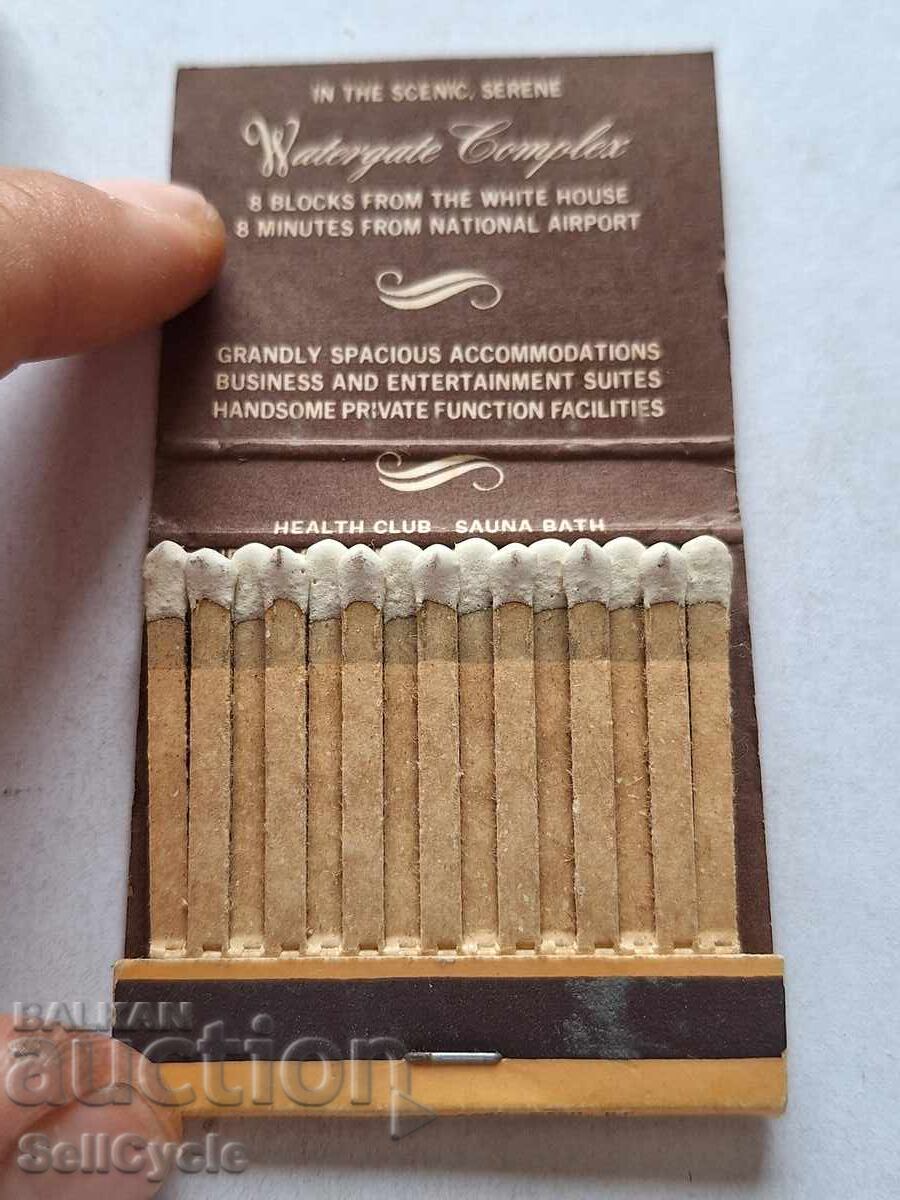 IN THE SCENIC, SERENE
Watergate Complex
8 BLOCKS FROM THE WHITE HOUSE
8 MINUTES FROM NATIONAL AIRPORT
GRANDLY SPACIOUS ACCOMMODATIONS
BUSINESS AND ENTERTAINMENT SUITES
HANDSOME PRIVATE FUNCTION FACILITIES
HEALTH CLUB SAUNA BATH
BALKAN
auction
SellCycle